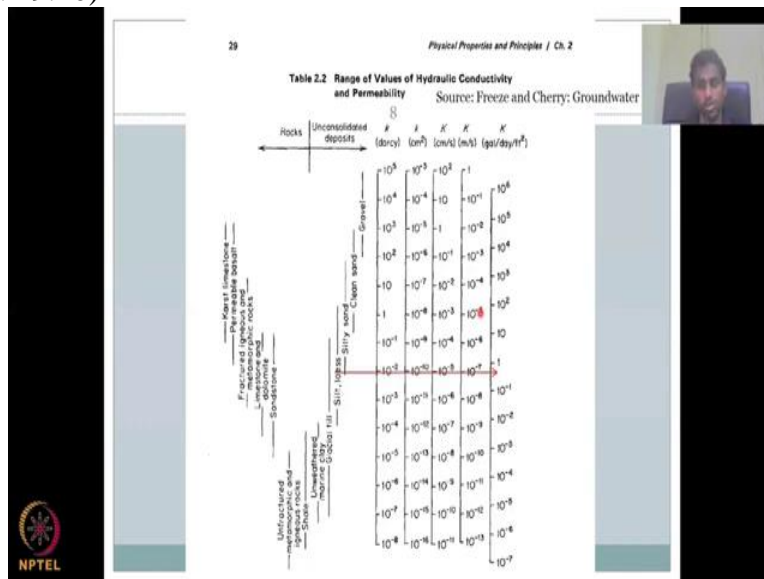 29
Physical Properties and Principles / Ch. 2
Table 2.2 Range of Values of Hydraulic Conductivity
and Permeability
Source: Freeze and Cherry: Groundwater
8
Rocks
Unconsolidated
deposits
k k K K K
(darcy) (cm²) (cm/s) (m/s) (gal/day/ft²)
Karst limestone
Permeable basalt
Fractured igneous and
metamorphic rocks
Limestone and
dolomite
Sandstone
Unfractured
metamorphic and
igneous rocks
Shale
Unweathered
marine clay
Glacial till
Silt, loess
Silty sand
Clean sand
Gravel
10⁵ 10⁻³ 10² 1
10⁶
10⁴ 10⁻⁴ 10 10⁻¹
10⁵
10³ 10⁻⁵ 1 10⁻²
10⁴
10² 10⁻⁶ 10⁻¹ 10⁻³
10³
10 10⁻⁷ 10⁻² 10⁻⁴
10²
1 10⁻⁸ 10⁻³
10
10⁻¹ 10⁻⁹ 10⁻⁴ 10⁻⁶
1
10⁻² 10⁻¹⁰ 10⁻⁵ 10⁻⁷
10⁻¹
10⁻³ 10⁻¹¹ 10⁻⁶ 10⁻⁸
10⁻²
10⁻⁴ 10⁻¹² 10⁻⁷ 10⁻⁹
10⁻³
10⁻⁵ 10⁻¹³ 10⁻⁸ 10⁻¹⁰
10⁻⁴
10⁻⁶ 10⁻¹⁴ 10⁻⁹ 10⁻¹¹
10⁻⁵
10⁻⁷ 10⁻¹⁵ 10⁻¹⁰ 10⁻¹²
10⁻⁶
10⁻⁸ 10⁻¹⁶ 10⁻¹¹ 10⁻¹³
10⁻⁷
NPTEL